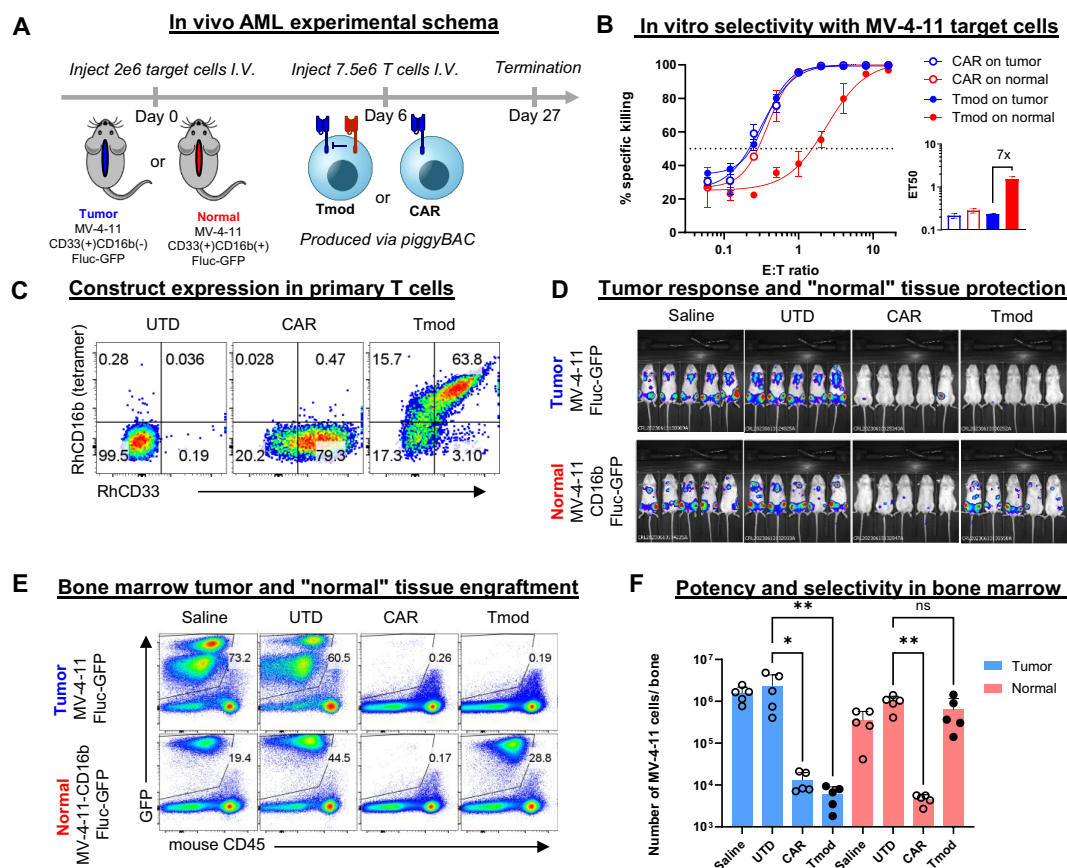 A
In vivo AML experimental schema
Inject 2e6 target cells I.V.
Inject 7.5e6 T cells I.V.
Termination
Day 0
Day 6
Day 27
or
Tumor
MV-4-11
CD33(+)CD16b(-)
Fluc-GFP
Normal
MV-4-11
CD33(+)CD16b(+)
Fluc-GFP
Tmod
or
CAR
Produced via piggyBAC
B
In vitro selectivity with MV-4-11 target cells
% specific killing
100
80
60
40
20
0
0.1
1
10
E:T ratio
CAR on tumor
CAR on normal
Tmod on tumor
Tmod on normal
7x
ET50
10
1
0.1
C
Construct expression in primary T cells
UTD
CAR
Tmod
RhCD16b (tetramer)
0.28
0.036
0.028
0.47
15.7
63.8
99.5
0.19
20.2
79.3
17.3
3.10
RhCD33
D
Tumor response and "normal" tissue protection
Saline
UTD
CAR
Tmod
Tumor
MV-4-11
Fluc-GFP
Normal
MV-4-11
CD16b
Fluc-GFP
E
Bone marrow tumor and "normal" tissue engraftment
Saline
UTD
CAR
Tmod
Tumor
MV-4-11
Fluc-GFP
73.2
60.5
0.26
0.19
Normal
MV-4-11-CD16b
Fluc-GFP
19.4
44.5
0.17
28.8
GFP
mouse CD45
F
Potency and selectivity in bone marrow
**
*
ns
**
Tumor
Normal
Number of MV-4-11 cells/ bone
10⁷
10⁶
10⁵
10⁴
10³
Saline
UTD
CAR
Tmod
Saline
UTD
CAR
Tmod